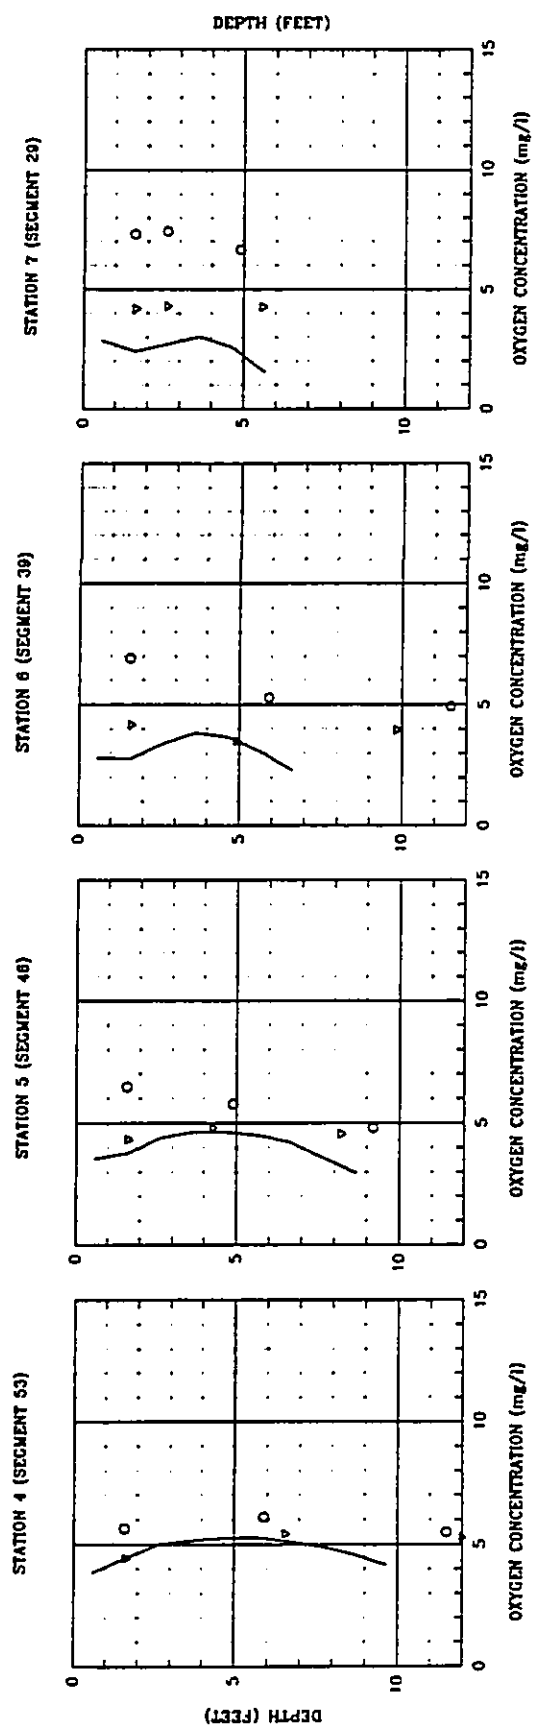 STATION 4 (SEGMENT 53)
0
5
10
DEPTH (FEET)
0
5
10
15
OXYGEN CONCENTRATION (mg/l)
STATION 5 (SEGMENT 46)
0
5
10
0
5
10
15
OXYGEN CONCENTRATION (mg/l)
STATION 6 (SEGMENT 39)
0
5
10
0
5
10
15
OXYGEN CONCENTRATION (mg/l)
STATION 7 (SEGMENT 29)
0
5
10
0
5
10
15
OXYGEN CONCENTRATION (mg/l)
DEPTH (FEET)